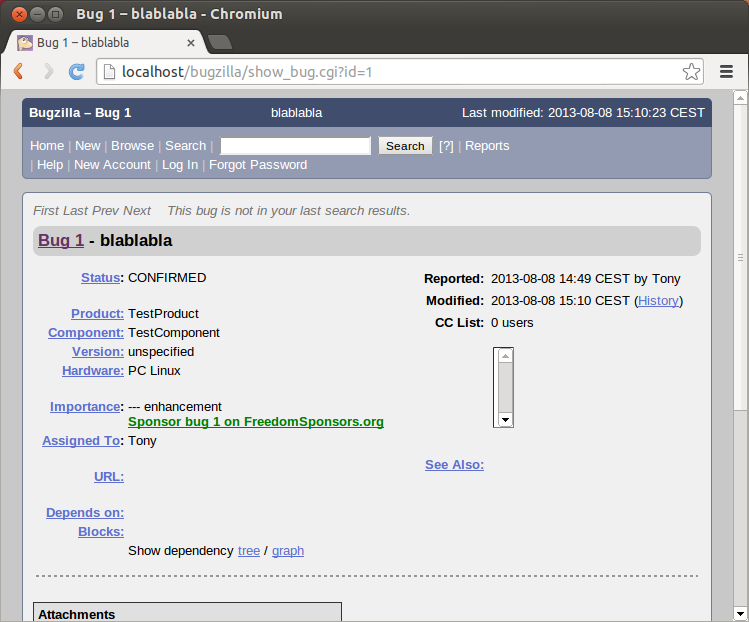 Bug 1 – blablabla - Chromium
Bug 1 – blablabla
localhost/bugzilla/show_bug.cgi?id=1
Bugzilla – Bug 1 blablabla Last modified: 2013-08-08 15:10:23 CEST
Home | New | Browse | Search | Search [?] | Reports
| Help | New Account | Log In | Forgot Password
First Last Prev Next This bug is not in your last search results.
Bug 1 - blablabla
Status: CONFIRMED
Product: TestProduct
Component: TestComponent
Version: unspecified
Hardware: PC Linux
Importance: --- enhancement
Sponsor bug 1 on FreedomSponsors.org
Assigned To: Tony
URL:
Depends on:
Blocks:
Show dependency tree / graph
Reported: 2013-08-08 14:49 CEST by Tony
Modified: 2013-08-08 15:10 CEST (History)
CC List: 0 users
See Also:
Attachments